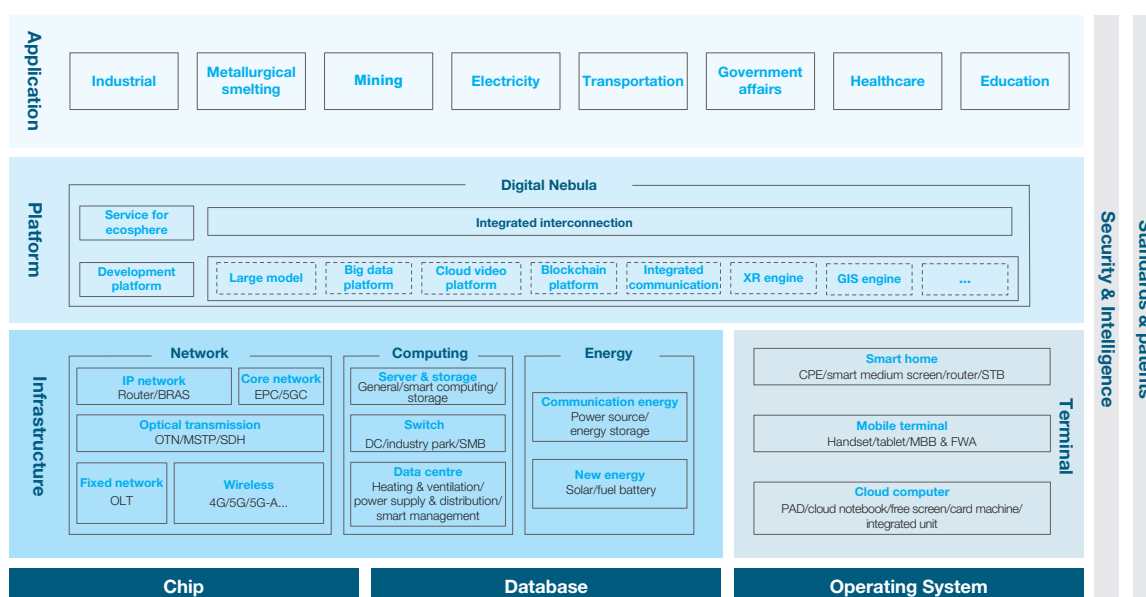 Application
Industrial
Metallurgical
smelting
Mining
Electricity
Transportation
Government
affairs
Healthcare
Education
Platform
Digital Nebula
Service for
ecosphere
Integrated interconnection
Development
platform
Large model
Big data
platform
Cloud video
platform
Blockchain
platform
Integrated
communication
XR engine
GIS engine
...
Infrastructure
Network
IP network
Router/BRAS
Core network
EPC/5GC
Optical transmission
OTN/MSTP/SDH
Fixed network
OLT
Wireless
4G/5G/5G-A...
Computing
Server & storage
General/smart computing/
storage
Switch
DC/industry park/SMB
Data centre
Heating & ventilation/
power supply & distribution/
smart management
Energy
Communication energy
Power source/
energy storage
New energy
Solar/fuel battery
Smart home
CPE/smart medium screen/router/STB
Mobile terminal
Handset/tablet/MBB & FWA
Cloud computer
PAD/cloud notebook/free screen/card machine/
integrated unit
Terminal
Security & Intelligence
Standards & patents
Chip
Database
Operating System